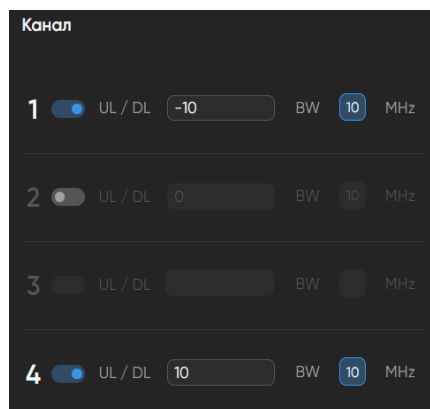 Канал
1 UL / DL -10 BW 10 MHz
2 UL / DL 0 BW 10 MHz
3 UL / DL BW MHz
4 UL / DL 10 BW 10 MHz